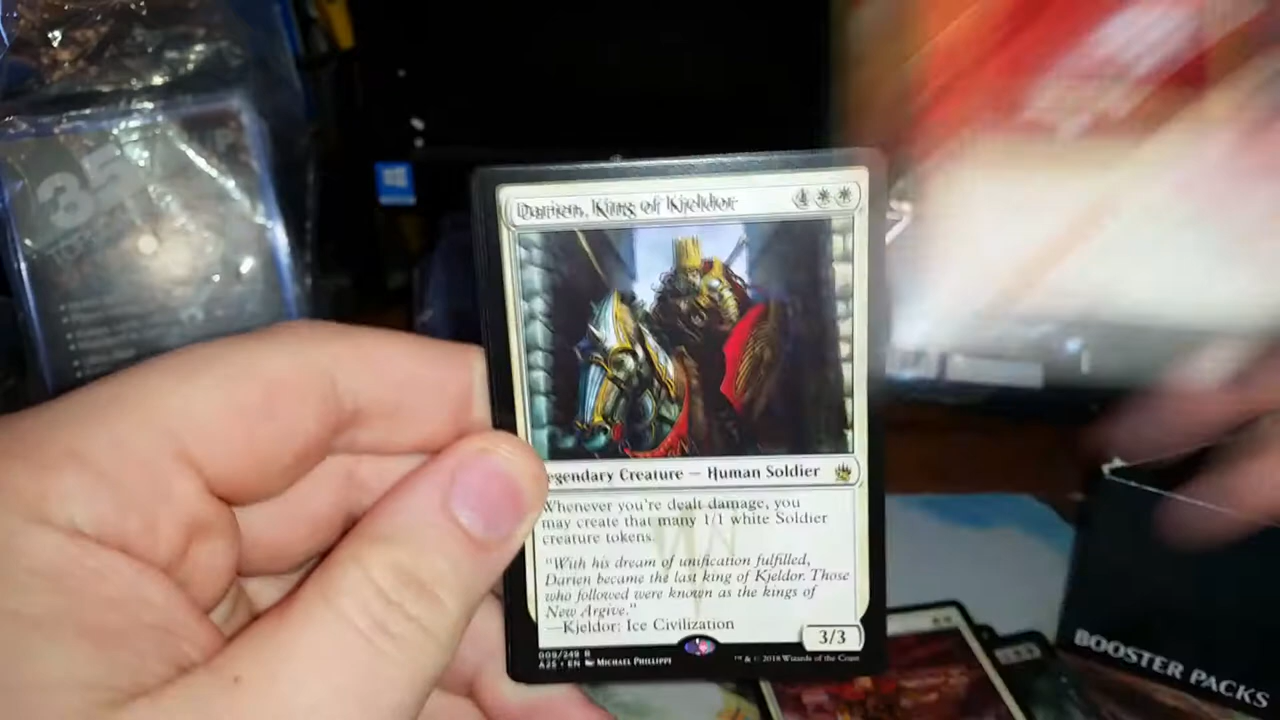 35
Darien, King of Kjeldor 4
egendary Creature — Human Soldier
Whenever you're dealt damage, you
may create that many 1/1 white Soldier
creature tokens.
"With his dream of unification fulfilled,
Darien became the last king of Kjeldor. Those
who followed were known as the kings of
New Argive."
—Kjeldor: Ice Civilization
3/3
009/249 R
A25 • EN Michael Phillippi
™ & © 2018 Wizards of the Coast
BOOSTER PACKS